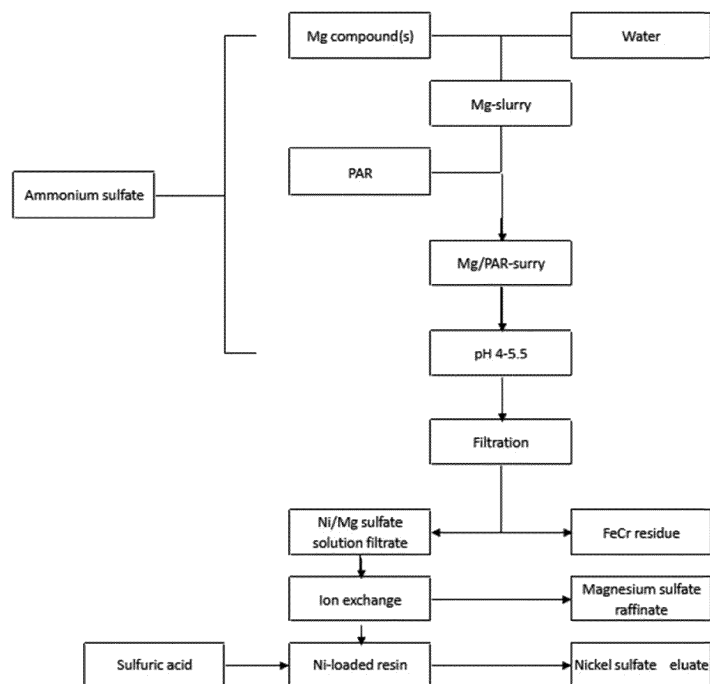 Mg compound(s)
Water
Mg-slurry
PAR
Ammonium sulfate
Mg/PAR-surry
pH 4-5.5
Filtration
Ni/Mg sulfate
solution filtrate
FeCr residue
Ion exchange
Magnesium sulfate
raffinate
Sulfuric acid
Ni-loaded resin
Nickel sulfate eluate